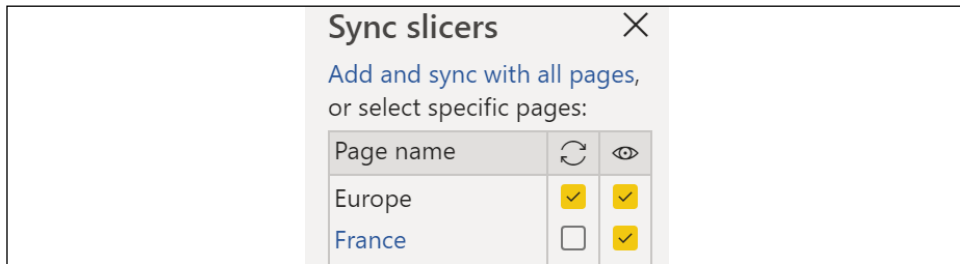 Sync slicers
Add and sync with all pages,
or select specific pages:
Page name
Europe
France